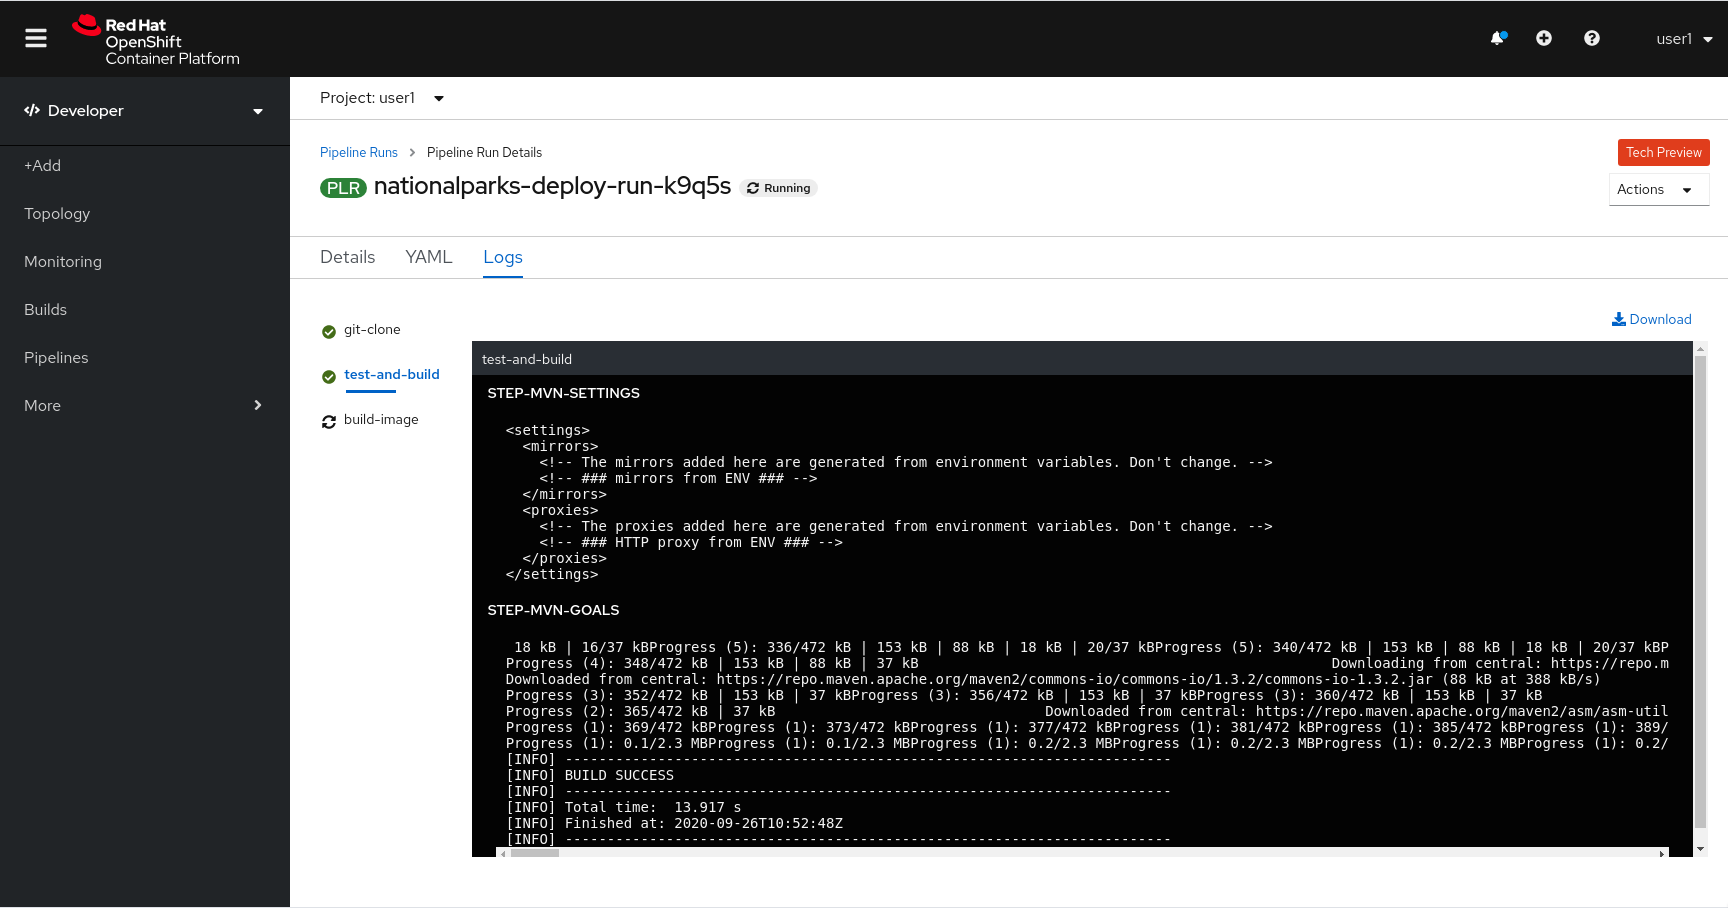 Red Hat
OpenShift
Container Platform
user1
Developer
+Add
Topology
Monitoring
Builds
Pipelines
More
Project: user1
Pipeline Runs > Pipeline Run Details
Tech Preview
PLR nationalparks-deploy-run-k9q5s Running
Actions
Details YAML Logs
git-clone
test-and-build
build-image
Download
test-and-build
STEP-MVN-SETTINGS
<settings>
<mirrors>
<!-- The mirrors added here are generated from environment variables. Don't change. -->
<!-- ### mirrors from ENV ### -->
</mirrors>
<proxies>
<!-- The proxies added here are generated from environment variables. Don't change. -->
<!-- ### HTTP proxy from ENV ### -->
</proxies>
</settings>
STEP-MVN-GOALS
18 kB | 16/37 kBProgress (5): 336/472 kB | 153 kB | 88 kB | 18 kB | 20/37 kBProgress (5): 340/472 kB | 153 kB | 88 kB | 18 kB | 20/37 kBP
Progress (4): 348/472 kB | 153 kB | 88 kB | 37 kB Downloading from central: https://repo.m
Downloaded from central: https://repo.maven.apache.org/maven2/commons-io/commons-io/1.3.2/commons-io-1.3.2.jar (88 kB at 388 kB/s)
Progress (3): 352/472 kB | 153 kB | 37 kBProgress (3): 356/472 kB | 153 kB | 37 kBProgress (3): 360/472 kB | 153 kB | 37 kB
Progress (2): 365/472 kB | 37 kB Downloaded from central: https://repo.maven.apache.org/maven2/asm/asm-util
Progress (1): 369/472 kBProgress (1): 373/472 kBProgress (1): 377/472 kBProgress (1): 381/472 kBProgress (1): 385/472 kBProgress (1): 389/
Progress (1): 0.1/2.3 MBProgress (1): 0.1/2.3 MBProgress (1): 0.2/2.3 MBProgress (1): 0.2/2.3 MBProgress (1): 0.2/2.3 MBProgress (1): 0.2/
[INFO] ------------------------------------------------------------------------
[INFO] BUILD SUCCESS
[INFO] ------------------------------------------------------------------------
[INFO] Total time:  13.917 s
[INFO] Finished at: 2020-09-26T10:52:48Z
[INFO] ------------------------------------------------------------------------